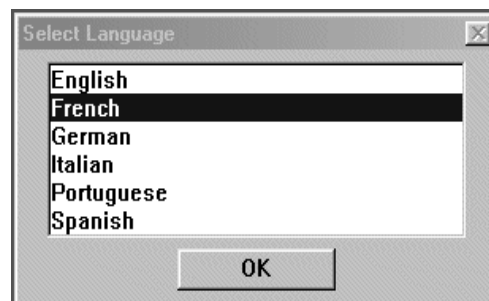 Select Language
English
French
German
Italian
Portuguese
Spanish
OK